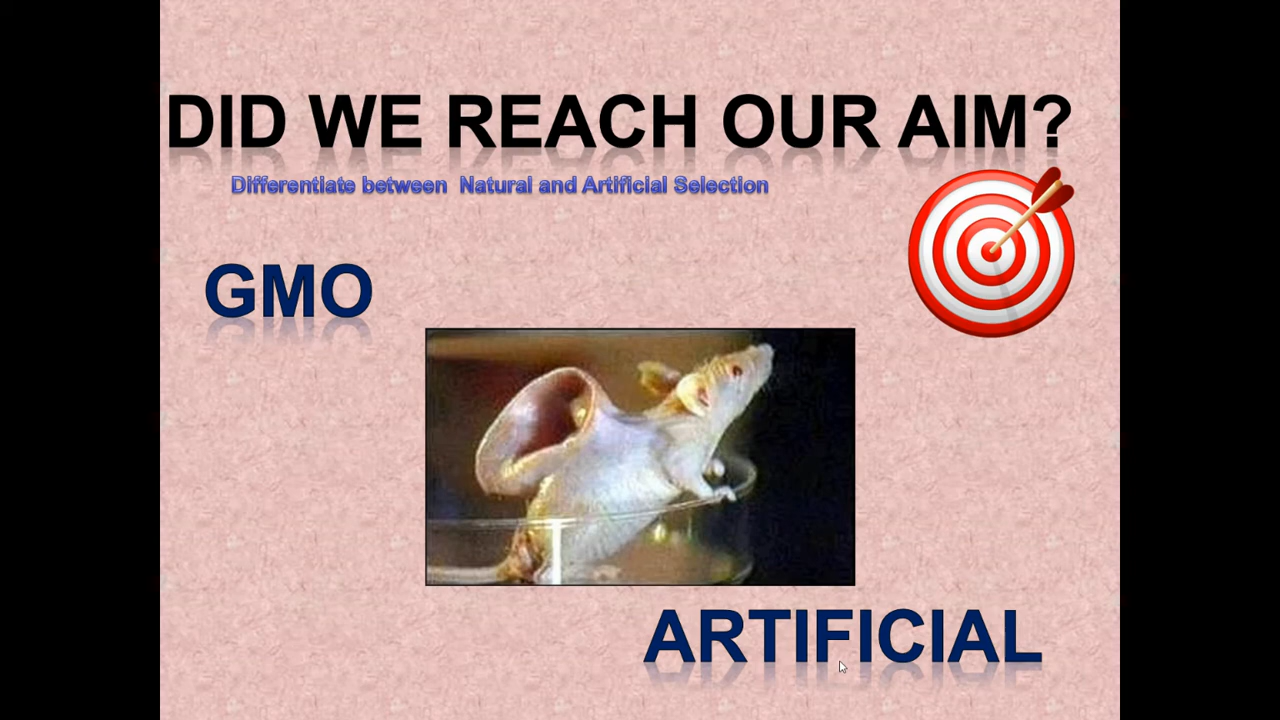 DID WE REACH OUR AIM?
Differentiate between  Natural and Artificial Selection
GMO
ARTIFICIAL